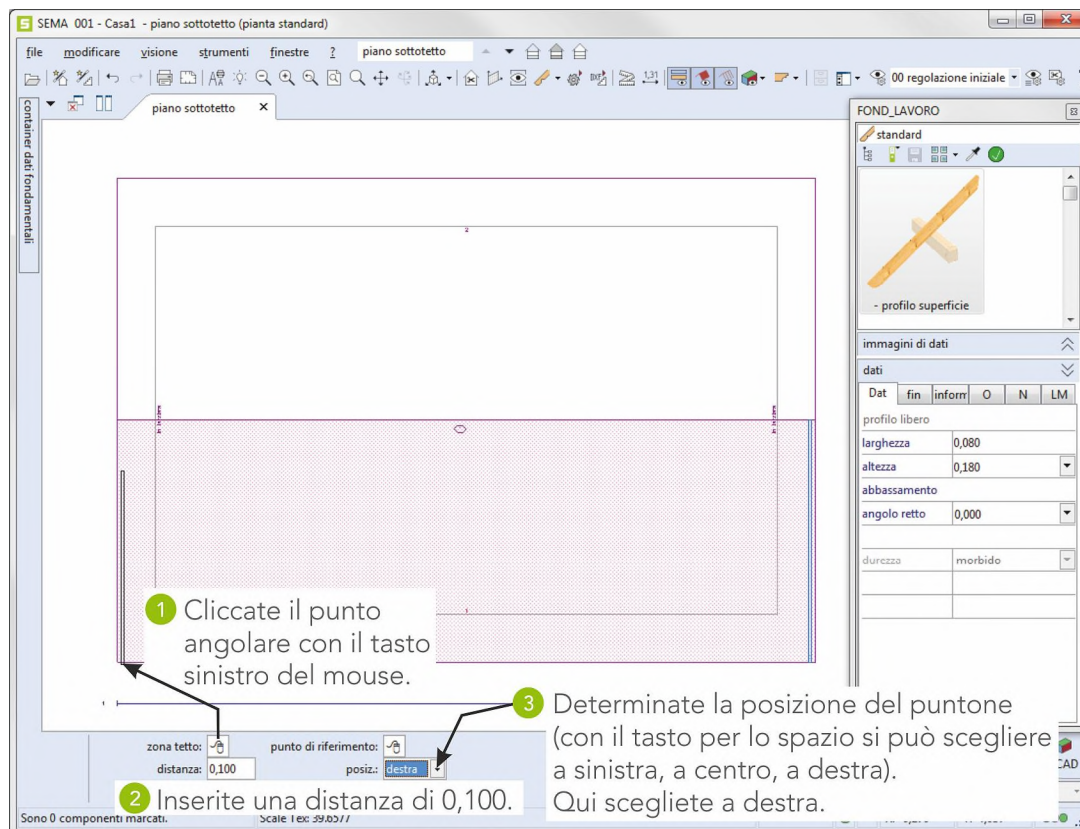 SEMA 001 - Casa1 - piano sottotetto (pianta standard)
file modificare visione strumenti finestre ? piano sottotetto
00 regolazione iniziale
piano sottotetto
container dati fondamentali
FOND_LAVORO
standard
- profilo superficie
immagini di dati
dati
Dat fin inform O N LM
profilo libero
larghezza 0,080
altezza 0,180
abbassamento
angolo retto 0,000
durezza morbido
2
1
1 Cliccate il punto
angolare con il tasto
sinistro del mouse.
3 Determinate la posizione del puntone
(con il tasto per lo spazio si può scegliere
a sinistra, a centro, a destra).
Qui scegliete a destra.
zona tetto: punto di riferimento:
distanza: 0,100 posiz.: destra
CAD
2 Inserite una distanza di 0,100.
Sono 0 componenti marcati.